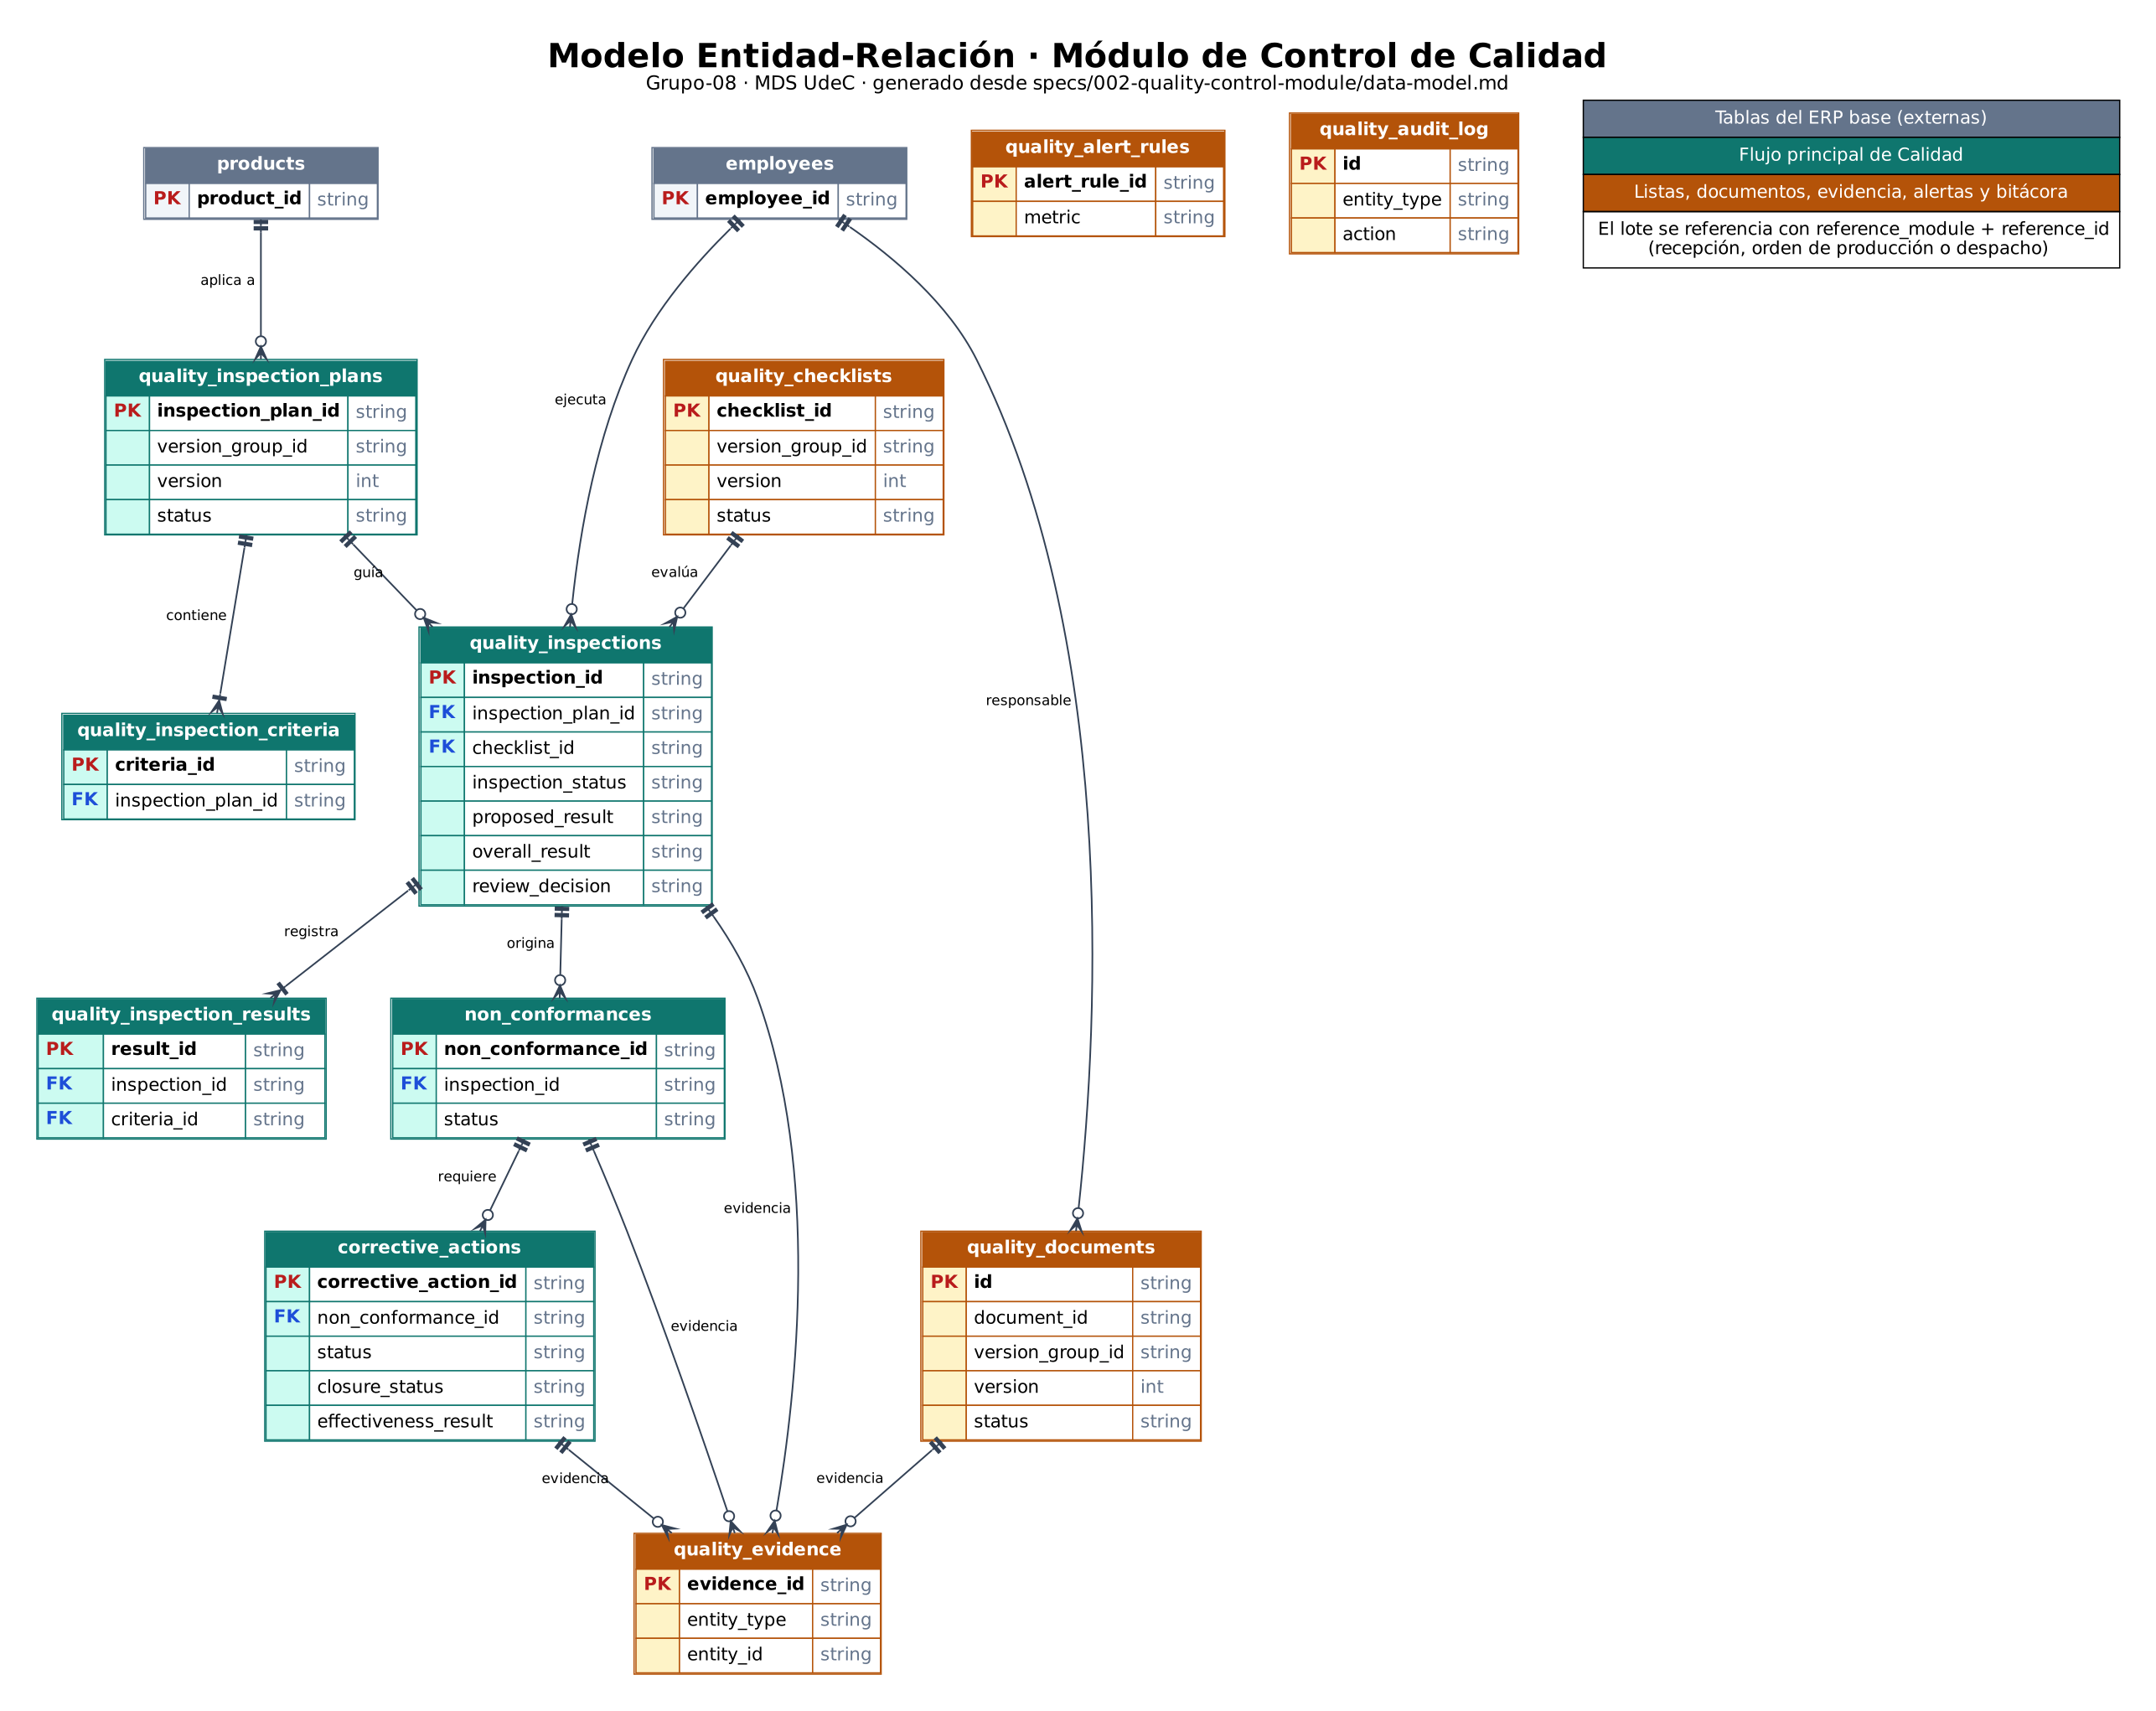 Modelo Entidad-Relación · Módulo de Control de Calidad
Grupo-08 · MDS UdeC · generado desde specs/002-quality-control-module/data-model.md
products
PK product_id string
employees
PK employee_id string
quality_alert_rules
PK alert_rule_id string
metric string
quality_audit_log
PK id string
entity_type string
action string
Tablas del ERP base (externas)
Flujo principal de Calidad
Listas, documentos, evidencia, alertas y bitácora
El lote se referencia con reference_module + reference_id
(recepción, orden de producción o despacho)
aplica a
ejecuta
responsable
quality_inspection_plans
PK inspection_plan_id string
version_group_id string
version int
status string
quality_checklists
PK checklist_id string
version_group_id string
version int
status string
contiene
guía
evalúa
quality_inspection_criteria
PK criteria_id string
FK inspection_plan_id string
quality_inspections
PK inspection_id string
FK inspection_plan_id string
FK checklist_id string
inspection_status string
proposed_result string
overall_result string
review_decision string
registra
origina
evidencia
quality_inspection_results
PK result_id string
FK inspection_id string
FK criteria_id string
non_conformances
PK non_conformance_id string
FK inspection_id string
status string
requiere
evidencia
corrective_actions
PK corrective_action_id string
FK non_conformance_id string
status string
closure_status string
effectiveness_result string
quality_documents
PK id string
document_id string
version_group_id string
version int
status string
evidencia
evidencia
quality_evidence
PK evidence_id string
entity_type string
entity_id string